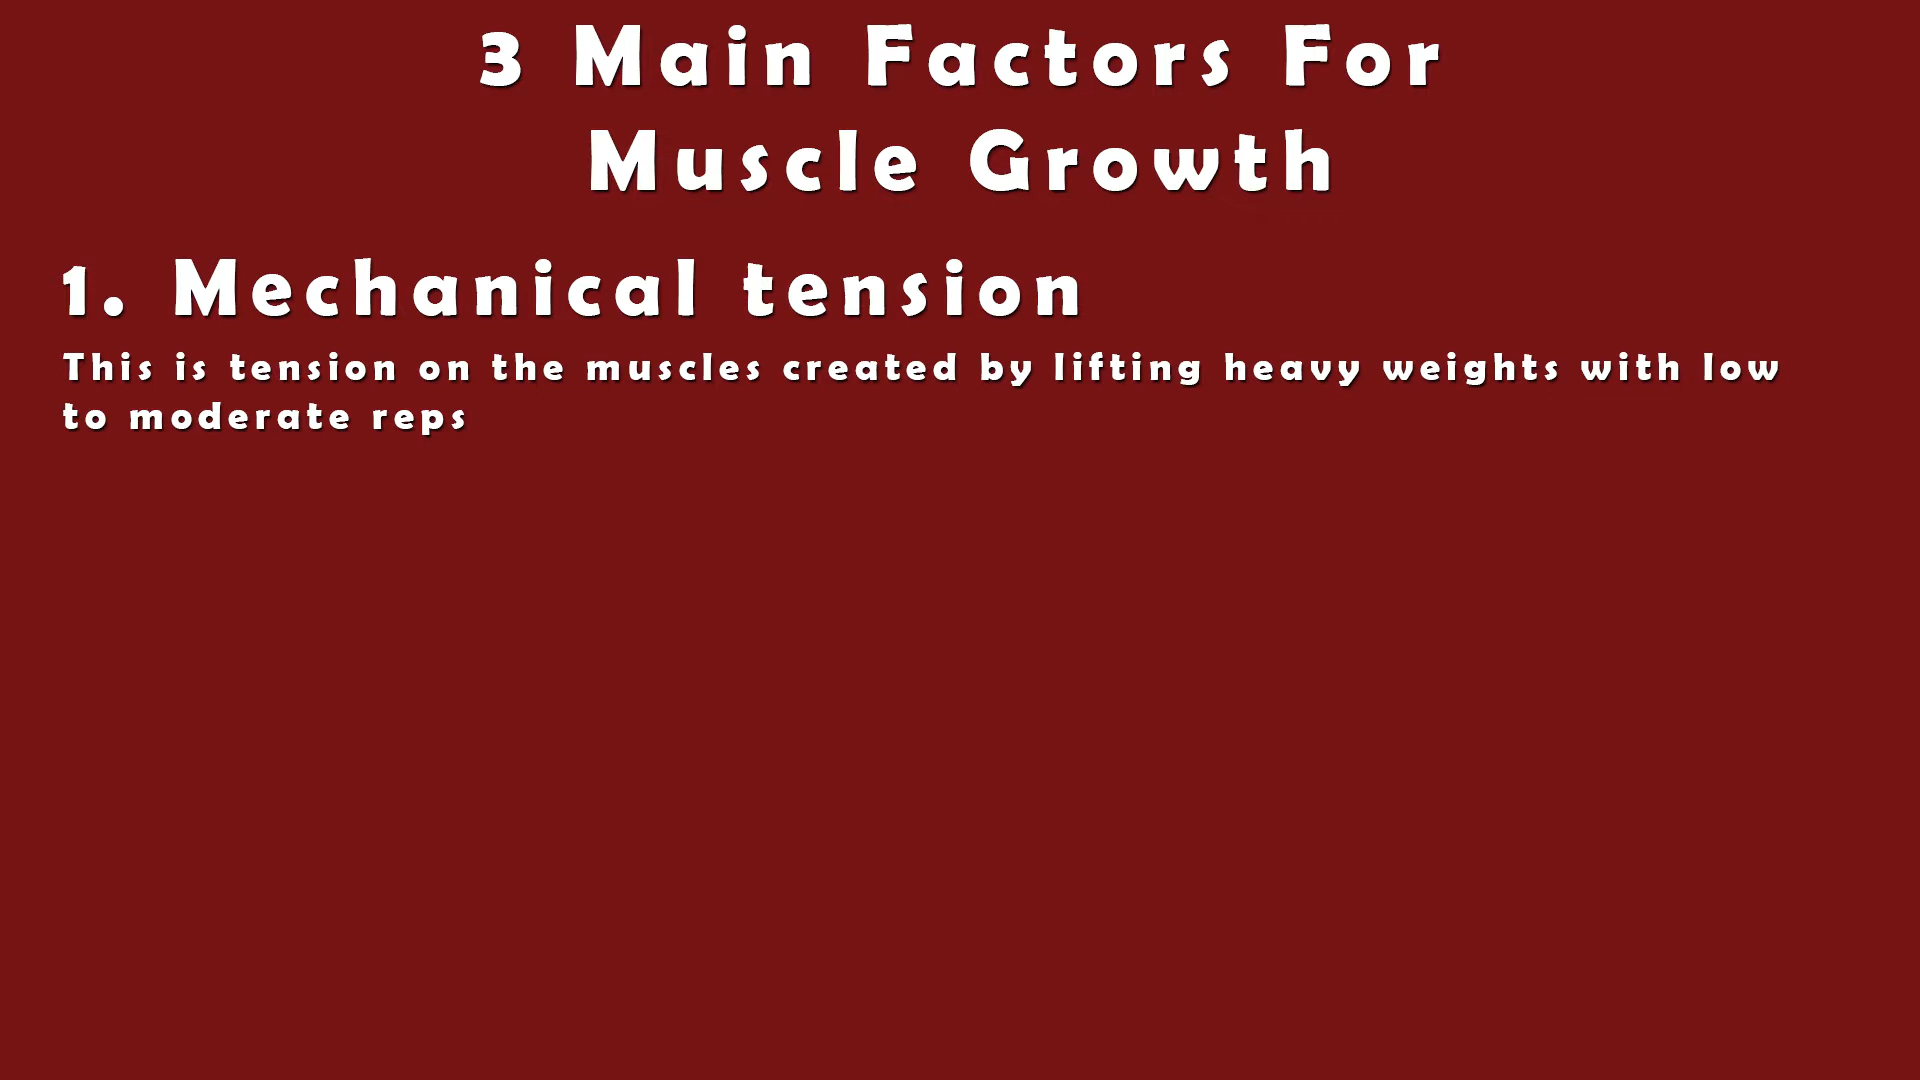 3 Main Factors For
Muscle Growth
1. Mechanical tension
This is tension on the muscles created by lifting heavy weights with low
to moderate reps